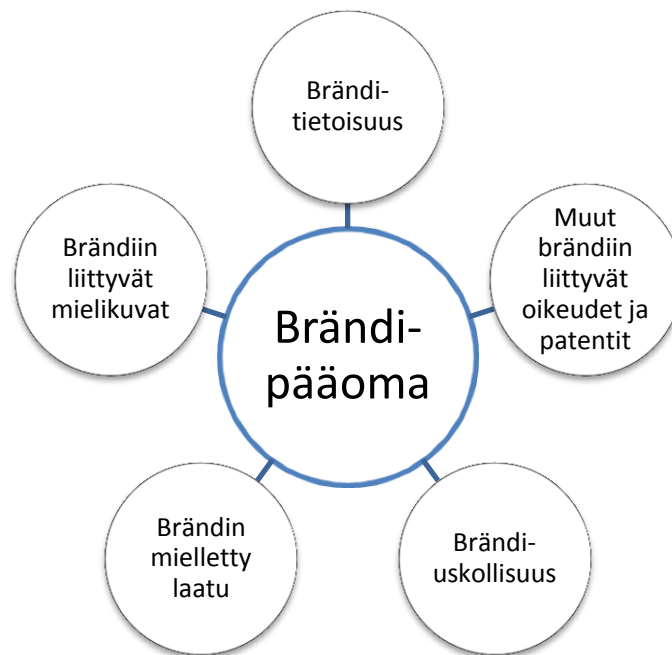 Brändi-
tietoisuus
Muut
brändiin
liittyvät
oikeudet ja
patentit
Brändiin
liittyvät
mielikuvat
Brändi-
pääoma
Brändin
mielletty
laatu
Brändi-
uskollisuus